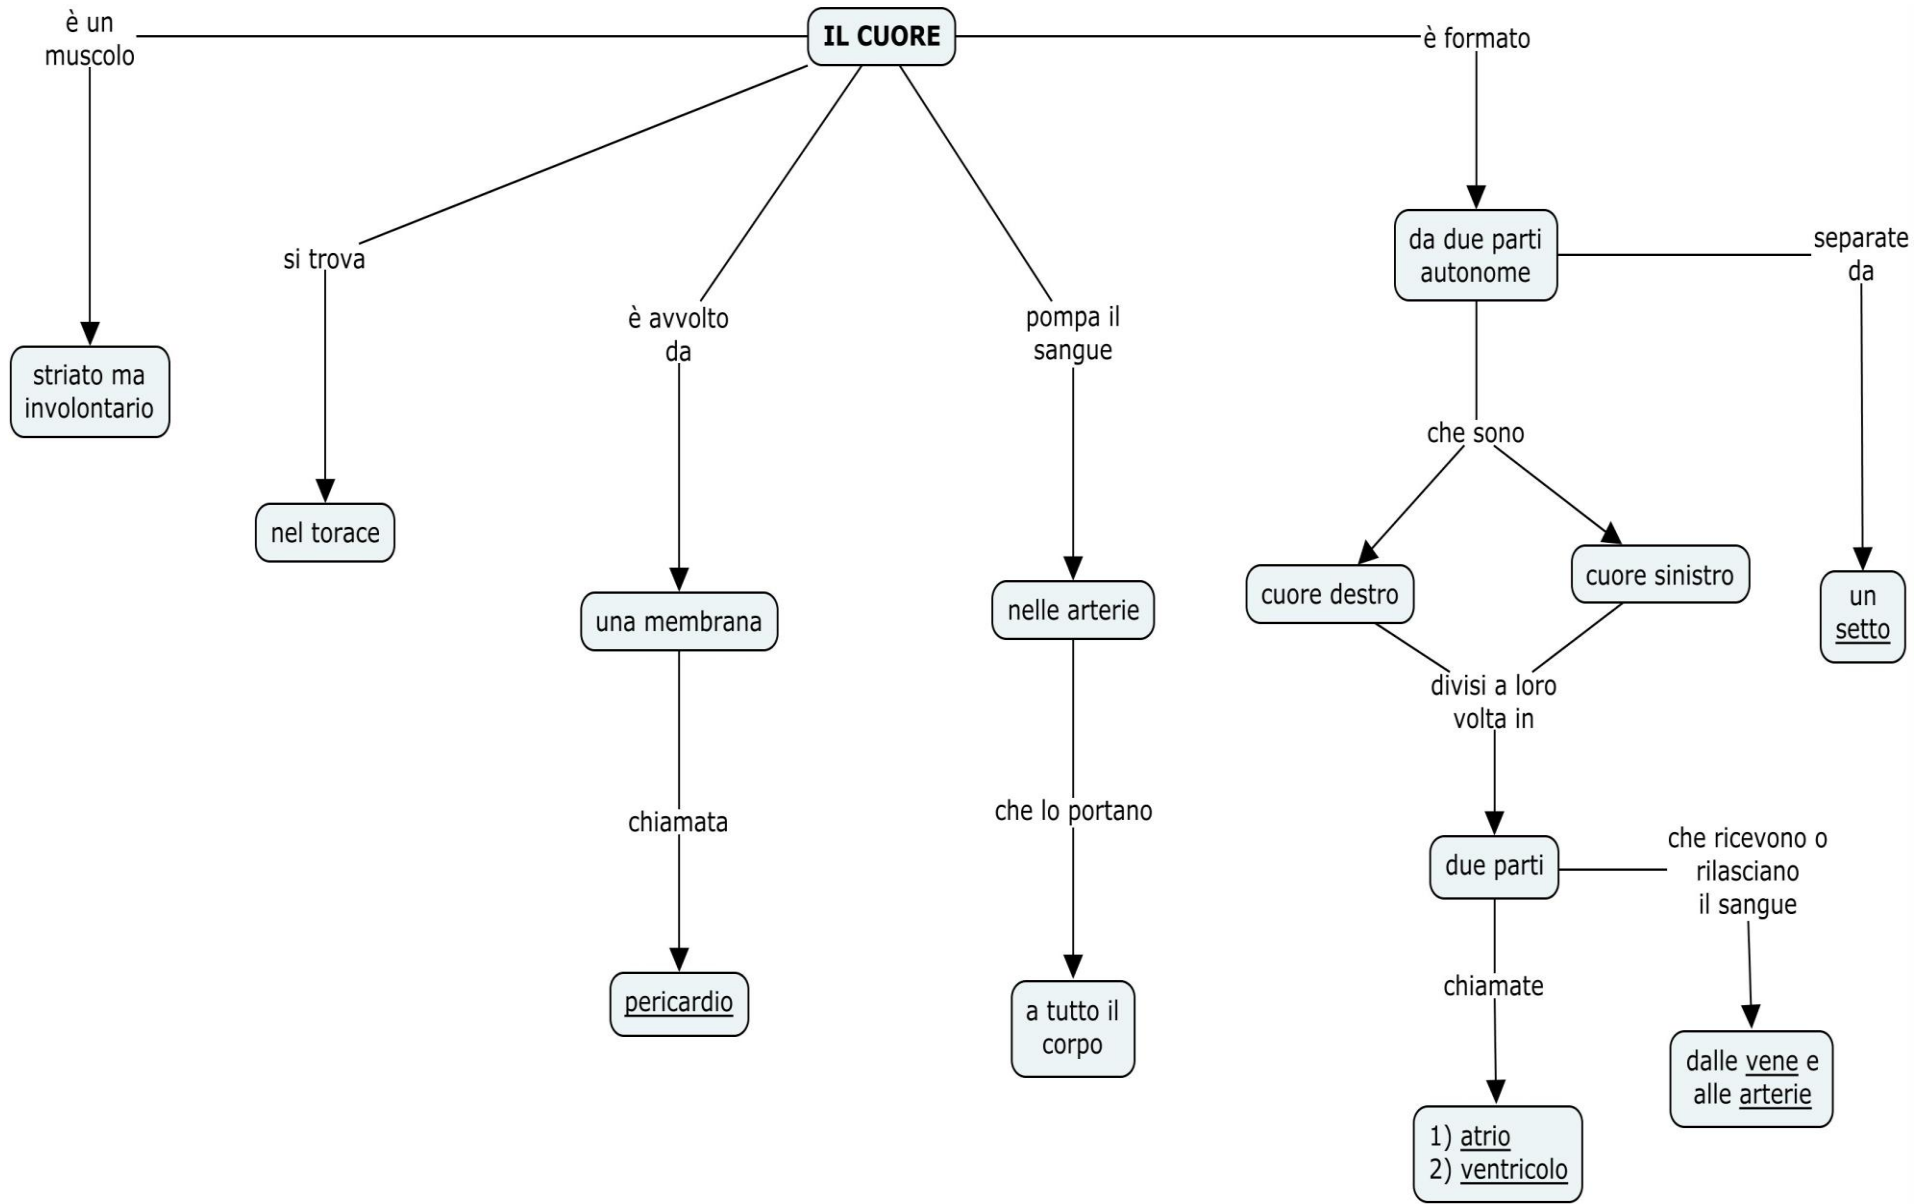 IL CUORE
è un
muscolo
striato ma
involontario
si trova
nel torace
è avvolto
da
una membrana
chiamata
pericardio
pompa il
sangue
nelle arterie
che lo portano
a tutto il
corpo
è formato
da due parti
autonome
separate
da
un
setto
che sono
cuore destro
cuore sinistro
divisi a loro
volta in
due parti
che ricevono o
rilasciano
il sangue
dalle vene e
alle arterie
chiamate
1) atrio
2) ventricolo